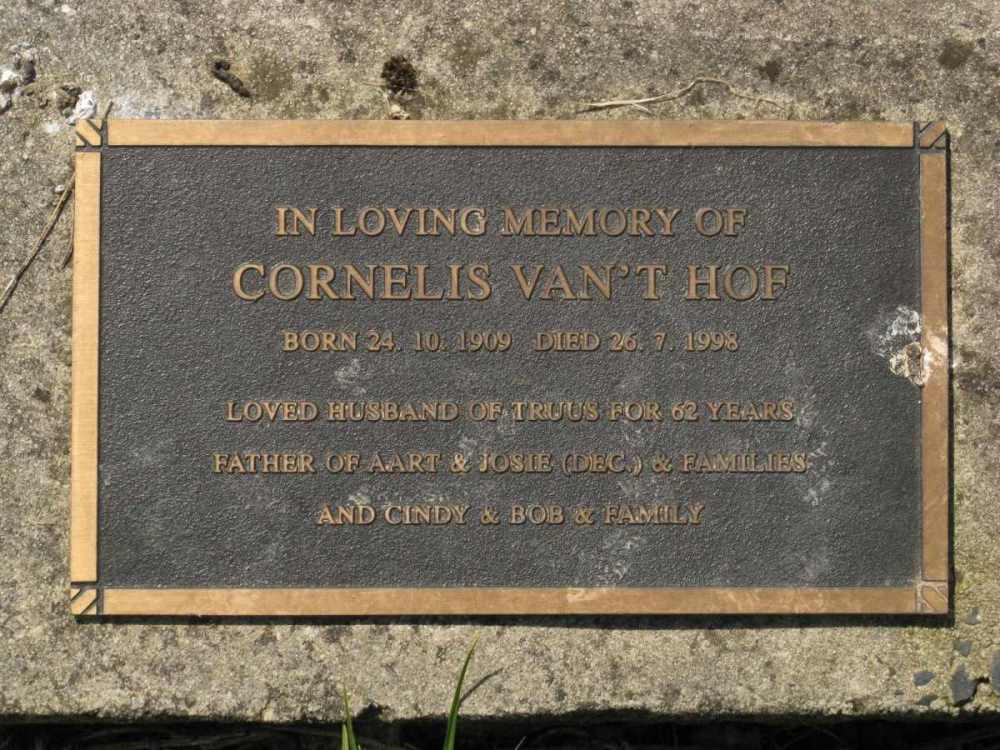 IN LOVING MEMORY OF
CORNELIS VAN'T HOF
BORN 24. 10. 1909 DIED 26. 7. 1998
LOVED HUSBAND OF TRUUS FOR 62 YEARS
FATHER OF AART & JOSIE (DEC.) & FAMILIES
AND CINDY & BOB & FAMILY